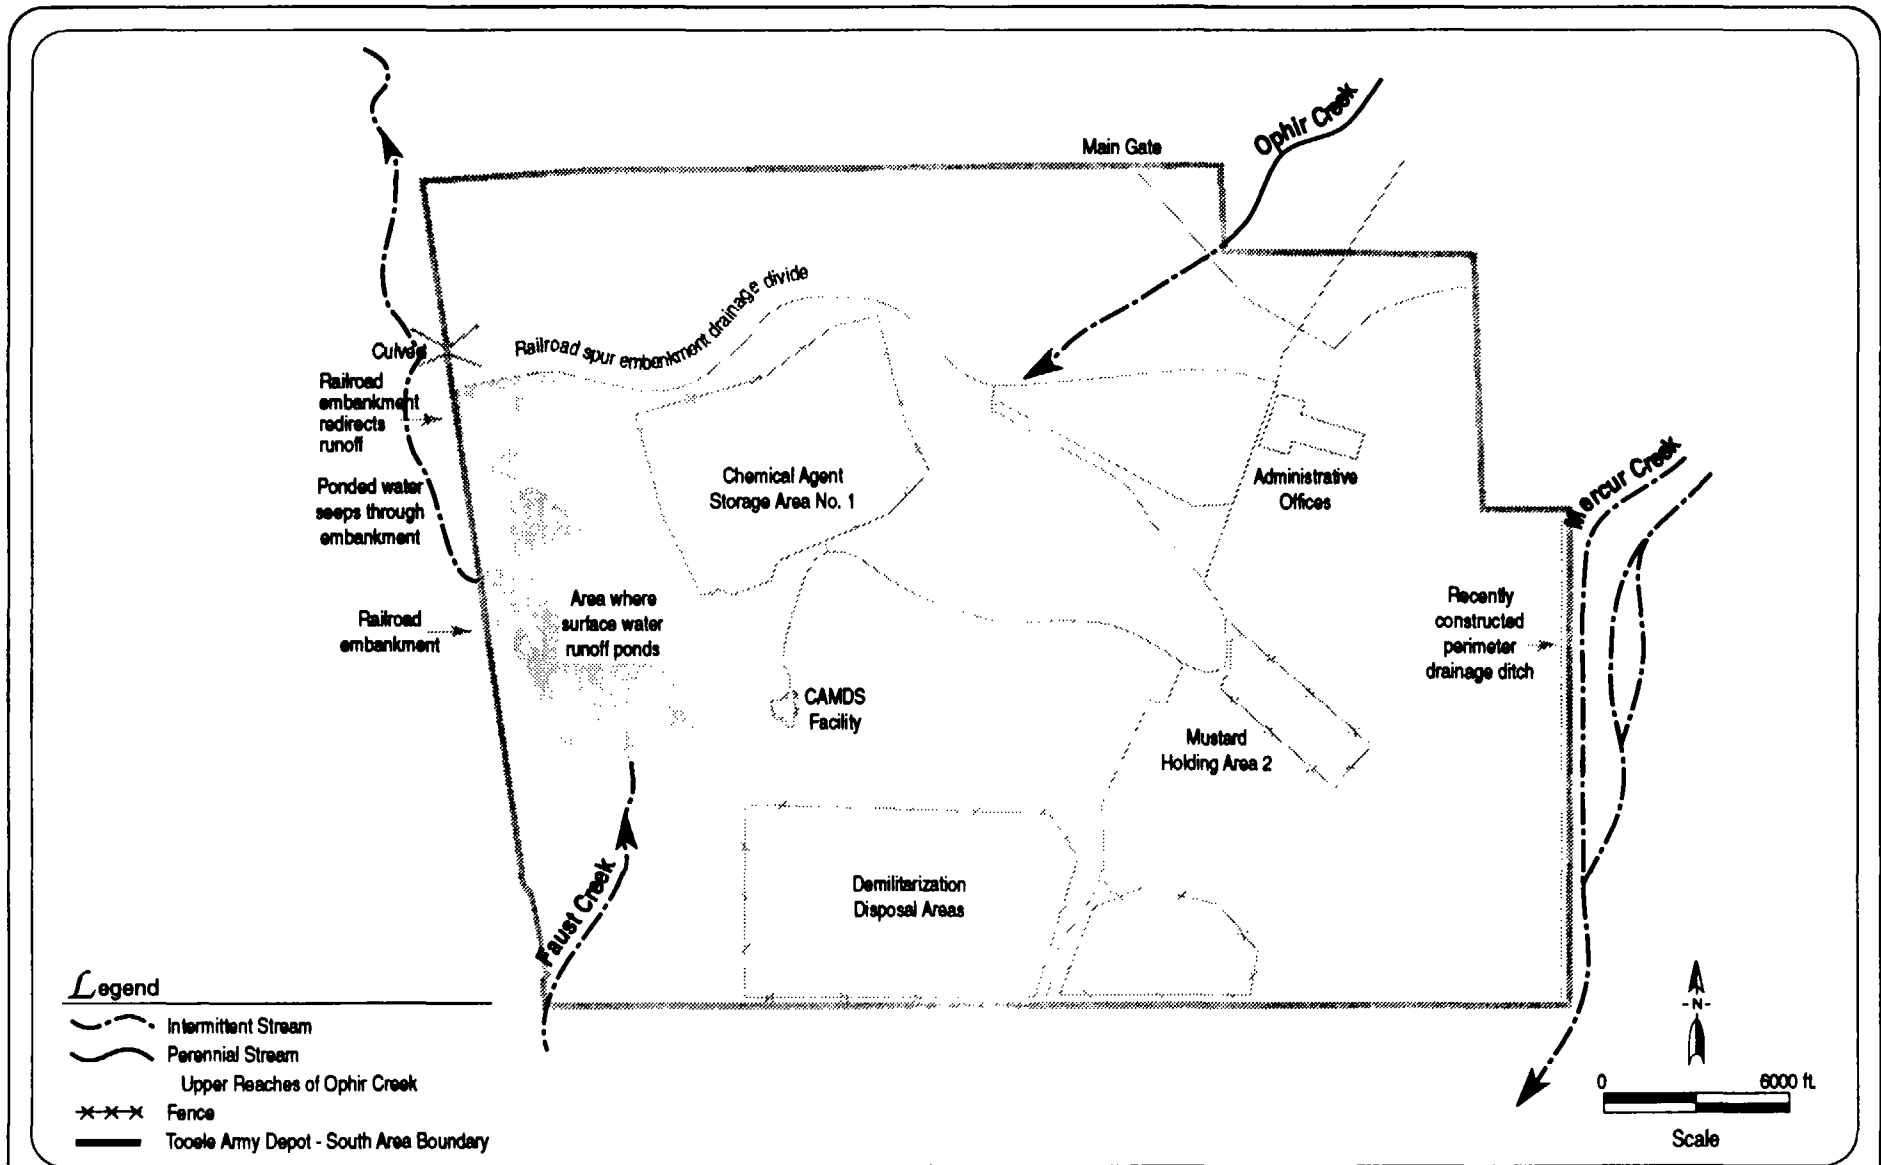 Ophir Creek
Main Gate
Railroad spur embankment drainage divide
Culvert
Railroad
embankment
redirects
runoff
Chemical Agent
Storage Area No. 1
Administrative
Offices
Mercur Creek
Ponded water
seeps through
embankment
Area where
surface water
runoff ponds
Railroad
embankment
Recently
constructed
perimeter
drainage ditch
CAMDS
Facility
Mustard
Holding Area 2
Demilitarization
Disposal Areas
Faust Creek
Legend
Intermittent Stream
Perennial Stream
Upper Reaches of Ophir Creek
Fence
Tooele Army Depot - South Area Boundary
N
0 6000 ft.
Scale